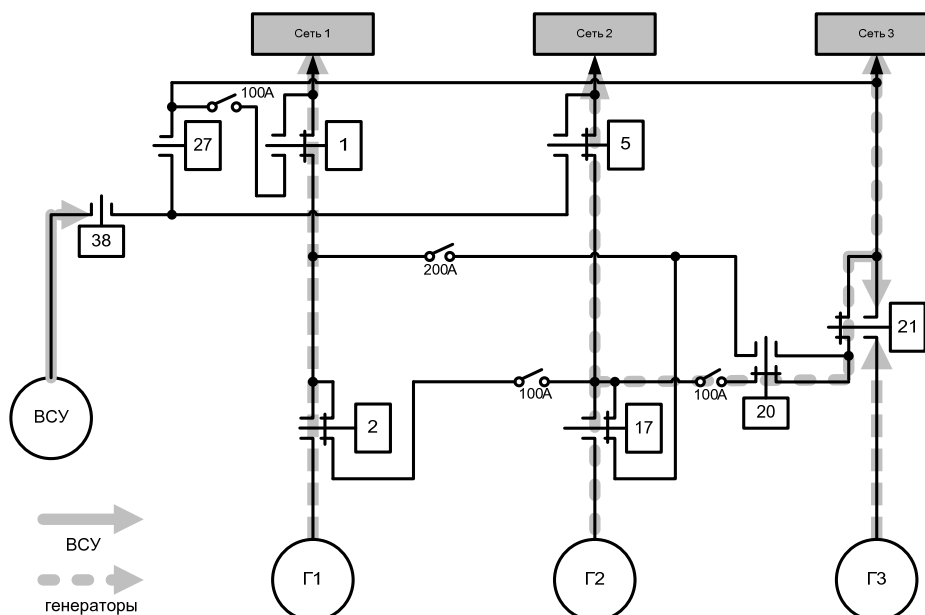 Сеть 1
Сеть 2
Сеть 3
100А
27
1
5
38
200А
21
ВСУ
100А
100А
2
17
20
ВСУ
генераторы
Г1
Г2
Г3